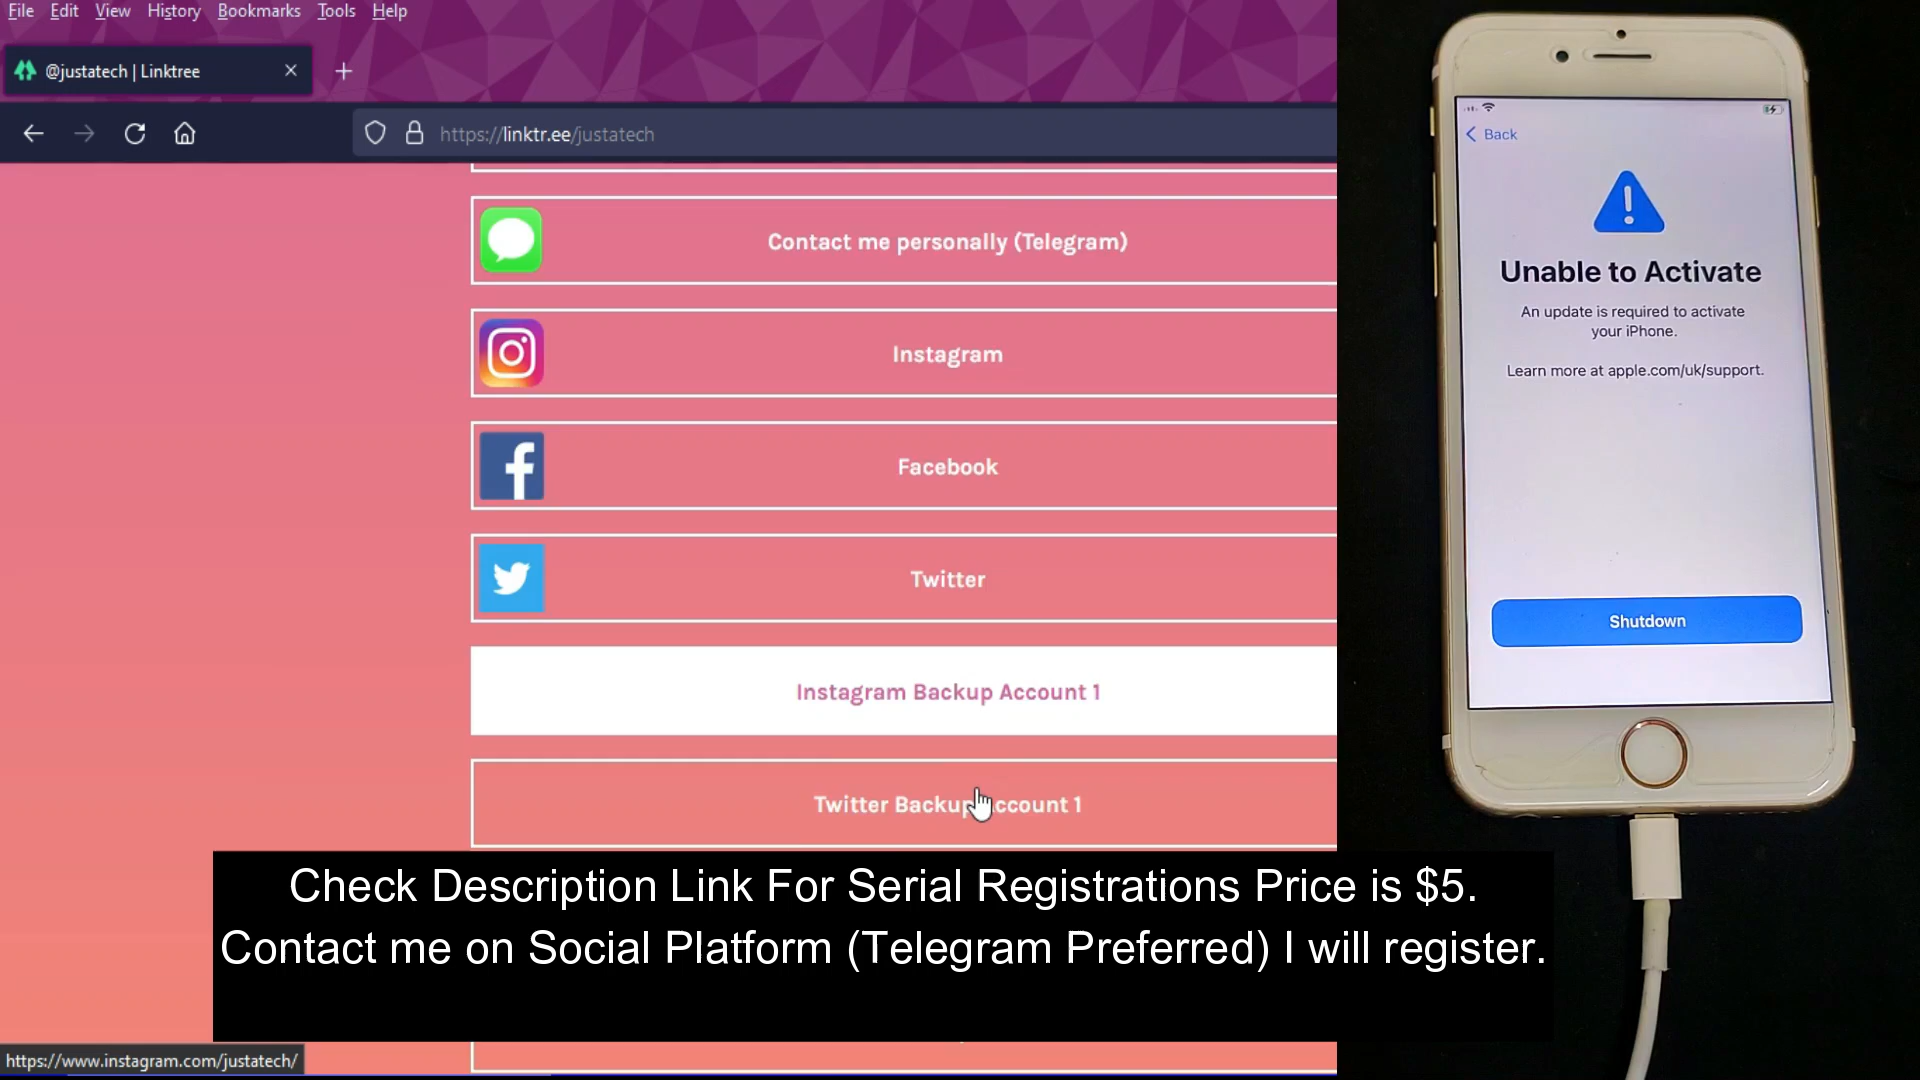 File Edit View History Bookmarks Tools Help
@justatech | Linktree
https://linktr.ee/justatech
Contact me personally (Telegram)
Instagram
Facebook
Twitter
Instagram Backup Account 1
Twitter Backup Account 1
Check Description Link For Serial Registrations Price is $5.
Contact me on Social Platform (Telegram Preferred) I will register.
https://www.instagram.com/justatech/
Back
Unable to Activate
An update is required to activate
your iPhone.
Learn more at apple.com/uk/support.
Shutdown